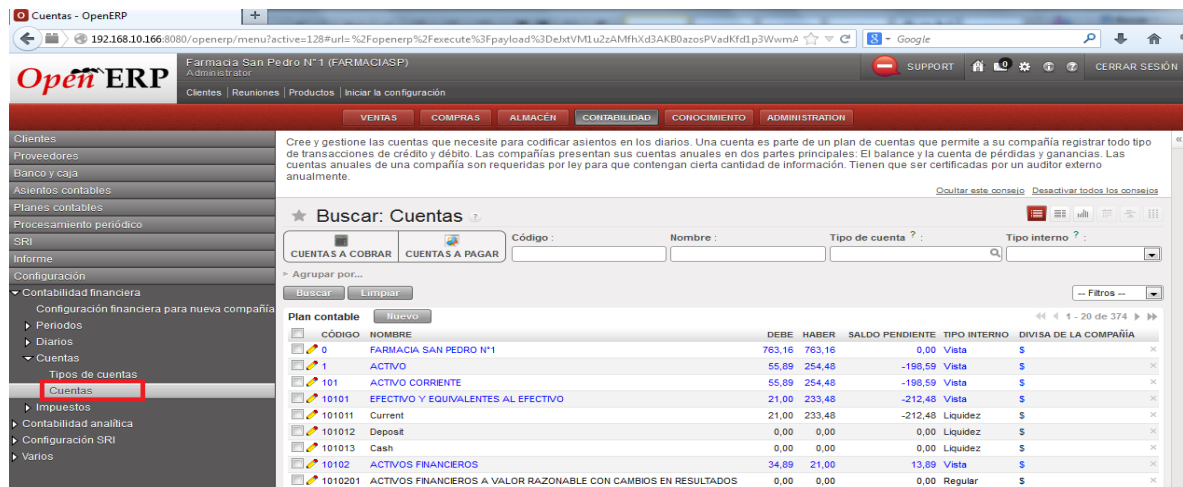 Cuentas - OpenERP
192.168.10.166:8080/openerp/menu?active=128#url=%2Fopenerp%2Fexecute%3Fpayload%3DeJxtVM1u2zAMfhXd3AKB0azosPVadKfd1p3WwmA
Google
Open ERP
Farmacia San Pedro N°1 (FARMACIASP)
Administrator
Clientes | Reuniones | Productos | Iniciar la configuración
SUPPORT
0
CERRAR SESIÓN
VENTAS COMPRAS ALMACÉN CONTABILIDAD CONOCIMIENTO ADMINISTRATION
Clientes
Proveedores
Banco y caja
Asientos contables
Planes contables
Procesamiento periódico
SRI
Informe
Configuración
Contabilidad financiera
Configuración financiera para nueva compañía
Periodos
Diarios
Cuentas
Tipos de cuentas
Cuentas
Impuestos
Contabilidad analítica
Configuración SRI
Varios
Cree y gestione las cuentas que necesite para codificar asientos en los diarios. Una cuenta es parte de un plan de cuentas que permite a su compañía registrar todo tipo
de transacciones de crédito y débito. Las compañías presentan sus cuentas anuales en dos partes principales: El balance y la cuenta de pérdidas y ganancias. Las
cuentas anuales de una compañía son requeridas por ley para que contengan cierta cantidad de información. Tienen que ser certificadas por un auditor externo
anualmente.
Ocultar este consejo Desactivar todos los consejos
Buscar: Cuentas ?
CUENTAS A COBRAR CUENTAS A PAGAR
Código :
Nombre :
Tipo de cuenta ? :
Tipo interno ? :
Agrupar por...
Buscar Limpiar
-- Filtros --
Plan contable Nuevo
1 - 20 de 374
CÓDIGO NOMBRE DEBE HABER SALDO PENDIENTE TIPO INTERNO DIVISA DE LA COMPAÑÍA
0 FARMACIA SAN PEDRO N°1 763,16 763,16 0,00 Vista $
1 ACTIVO 55,89 254,48 -198,59 Vista $
101 ACTIVO CORRIENTE 55,89 254,48 -198,59 Vista $
10101 EFECTIVO Y EQUIVALENTES AL EFECTIVO 21,00 233,48 -212,48 Vista $
101011 Current 21,00 233,48 -212,48 Liquidez $
101012 Deposit 0,00 0,00 0,00 Liquidez $
101013 Cash 0,00 0,00 0,00 Liquidez $
10102 ACTIVOS FINANCIEROS 34,89 21,00 13,89 Vista $
1010201 ACTIVOS FINANCIEROS A VALOR RAZONABLE CON CAMBIOS EN RESULTADOS 0,00 0,00 0,00 Regular $